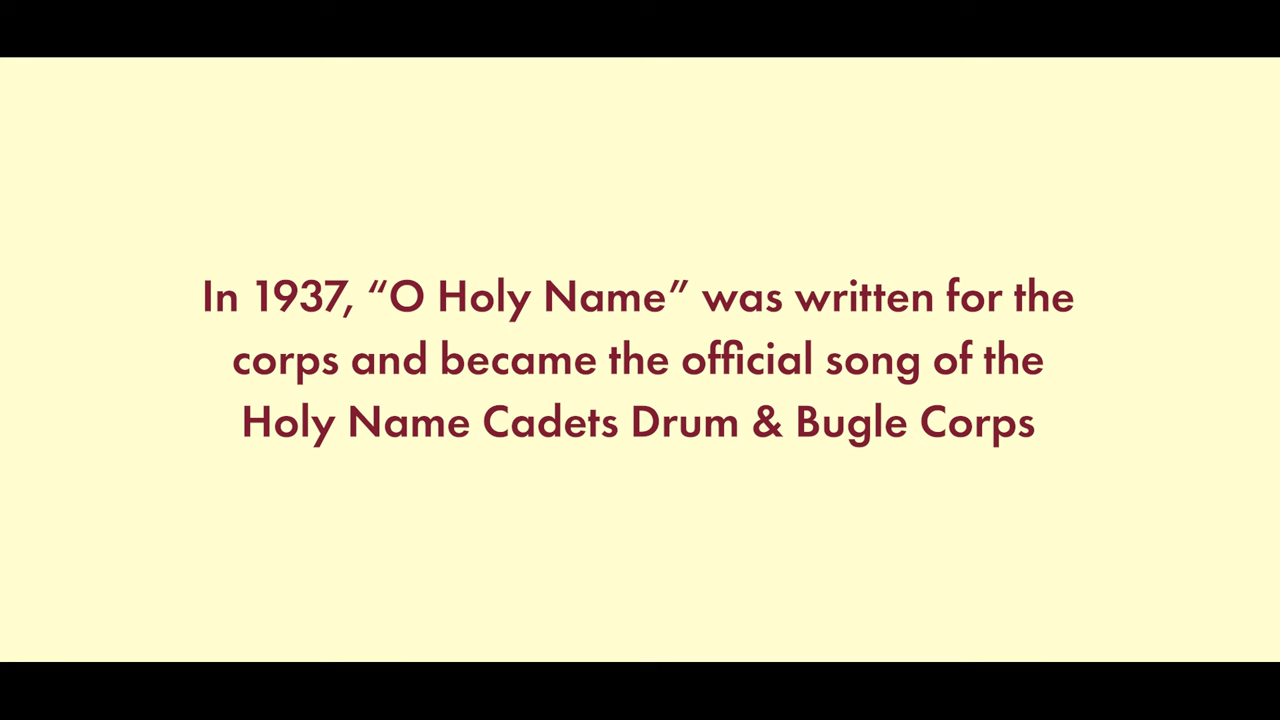 In 1937, “O Holy Name” was written for the
corps and became the official song of the
Holy Name Cadets Drum & Bugle Corps